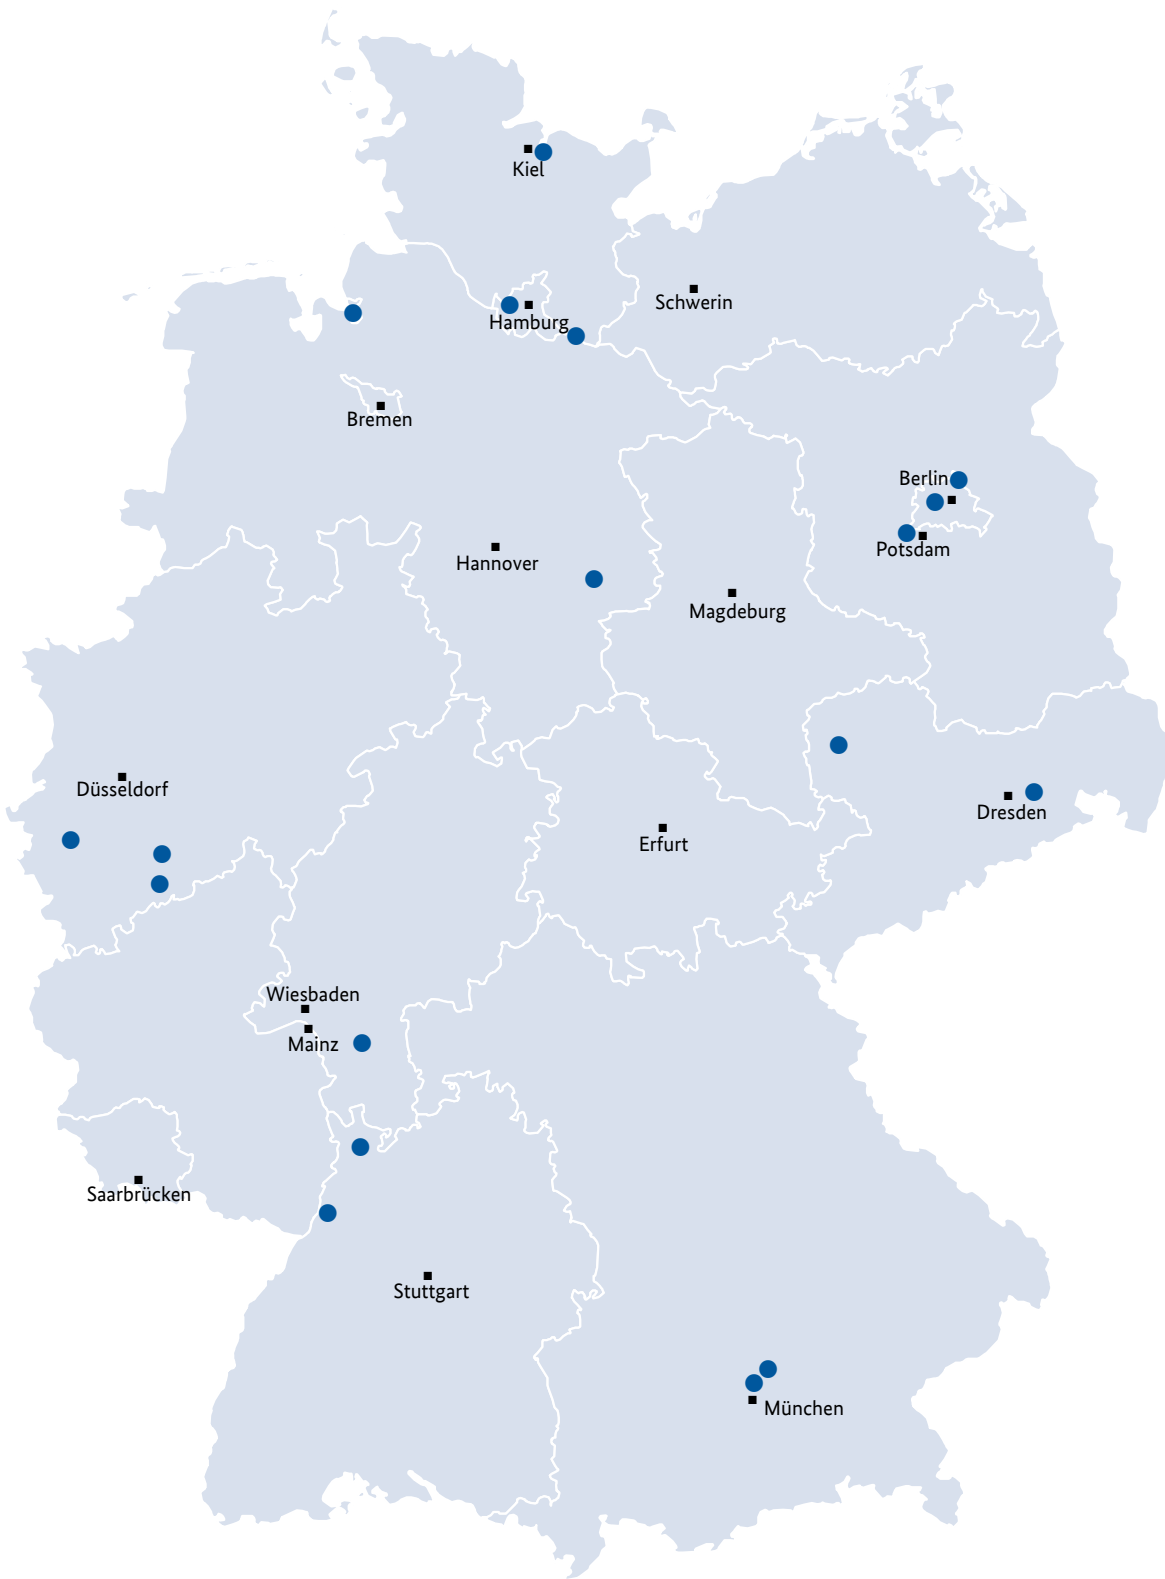 Kiel
Schwerin
Hamburg
Bremen
Berlin
Potsdam
Hannover
Magdeburg
Düsseldorf
Dresden
Erfurt
Wiesbaden
Mainz
Saarbrücken
Stuttgart
München